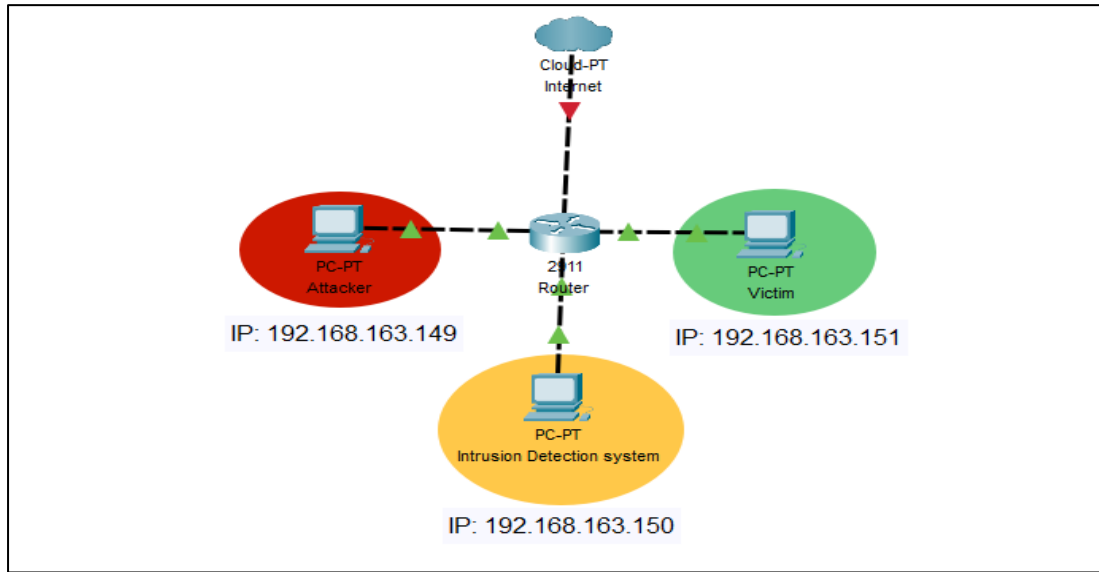 Cloud-PT
Internet
PC-PT
Attacker
IP: 192.168.163.149
2911
Router
PC-PT
Victim
IP: 192.168.163.151
PC-PT
Intrusion Detection system
IP: 192.168.163.150